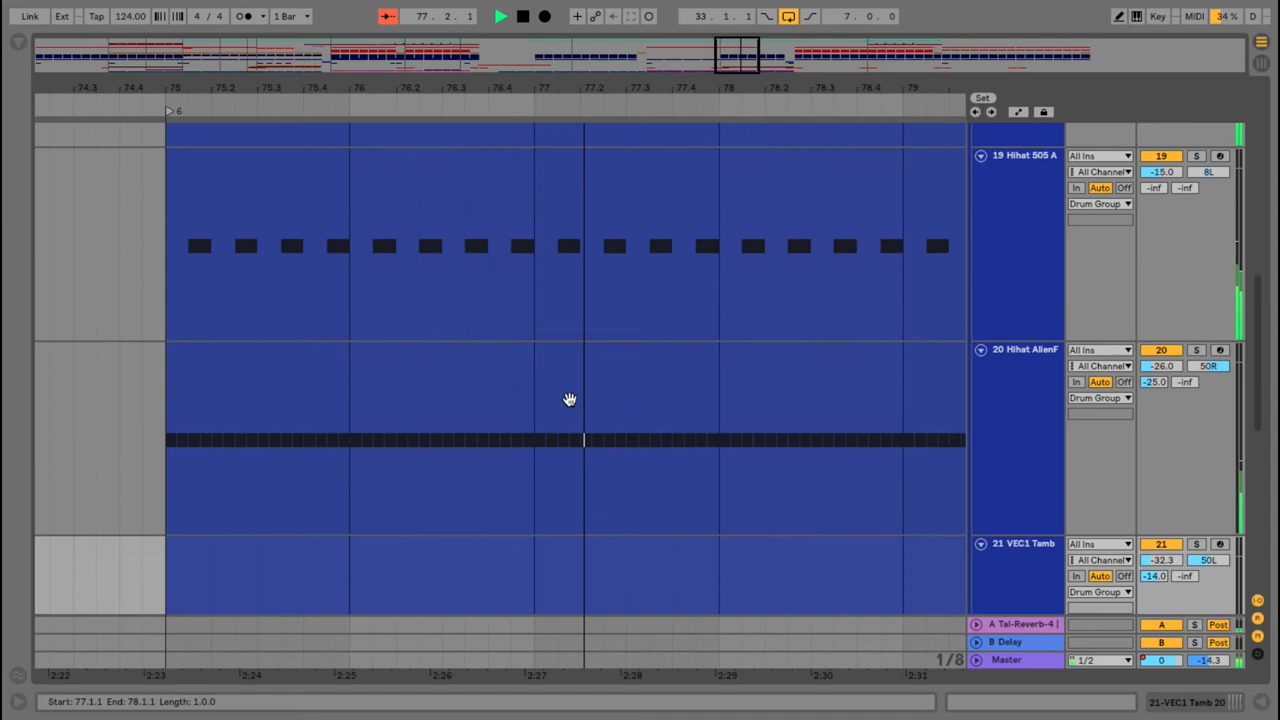 Link Ext Tap 124.00 4 / 4 1 Bar 77. 2. 1 33. 1. 1 7. 0. 0 Key MIDI 34 % D
74.3 74.4 75 75.2 75.3 75.4 76 76.2 76.3 76.4 77 77.2 77.4 78 78.2 78.3 78.4 79 Set
6
19 Hihat 505 A All Ins 19 S
All Channel -15.0 8L
In Auto Off -inf -inf
Drum Group
20 Hihat AlienF All Ins 20 S
All Channel -26.0 50R
In Auto Off -25.0 -inf
Drum Group
21 VEC1 Tamb All Ins 21 S
All Channel -32.3 50L
In Auto Off -14.0 -inf
Drum Group
A Tal-Reverb-4 | A S Post
B Delay B S Post
1/8 Master 1/2 0 -14.3
2:22 2:23 2:24 2:25 2:26 2:27 2:28 2:29 2:30 2:31
Start: 77.1.1 End: 78.1.1 Length: 1.0.0 21-VEC1 Tamb 20